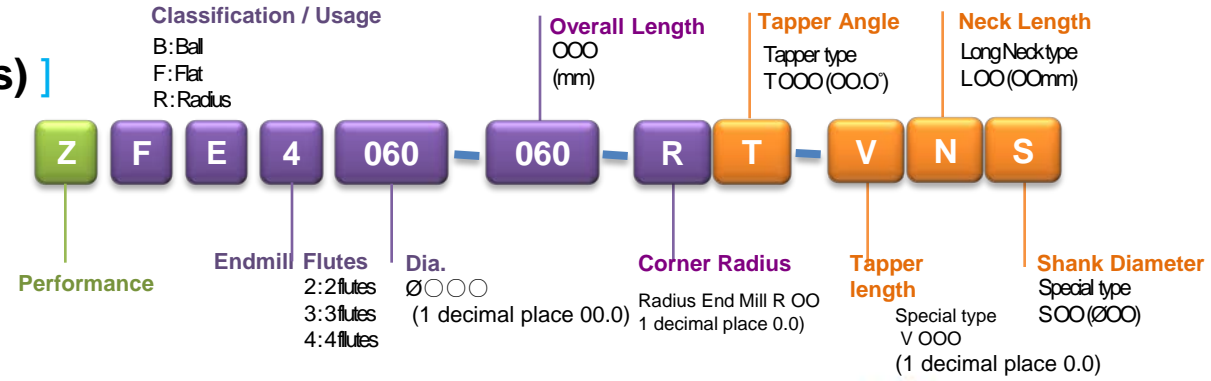 Classification / Usage
B:Ball
F:Flat
R:Radius
s) ]
Overall Length
OOO
(mm)
Tapper Angle
Tapper type
TOOO(OO.O°)
Neck Length
Long Neck type
LOO(OOmm)
Z F E 4 060 - 060 - R T - V N S
Performance
Endmill Flutes
2:2flutes
3:3flutes
4:4flutes
Dia.
Ø○○○
(1 decimal place 00.0)
Corner Radius
Radius End Mill R OO
1 decimal place 0.0)
Tapper
length
Special type
V OOO
(1 decimal place 0.0)
Shank Diameter
Special type
SOO(ØOO)